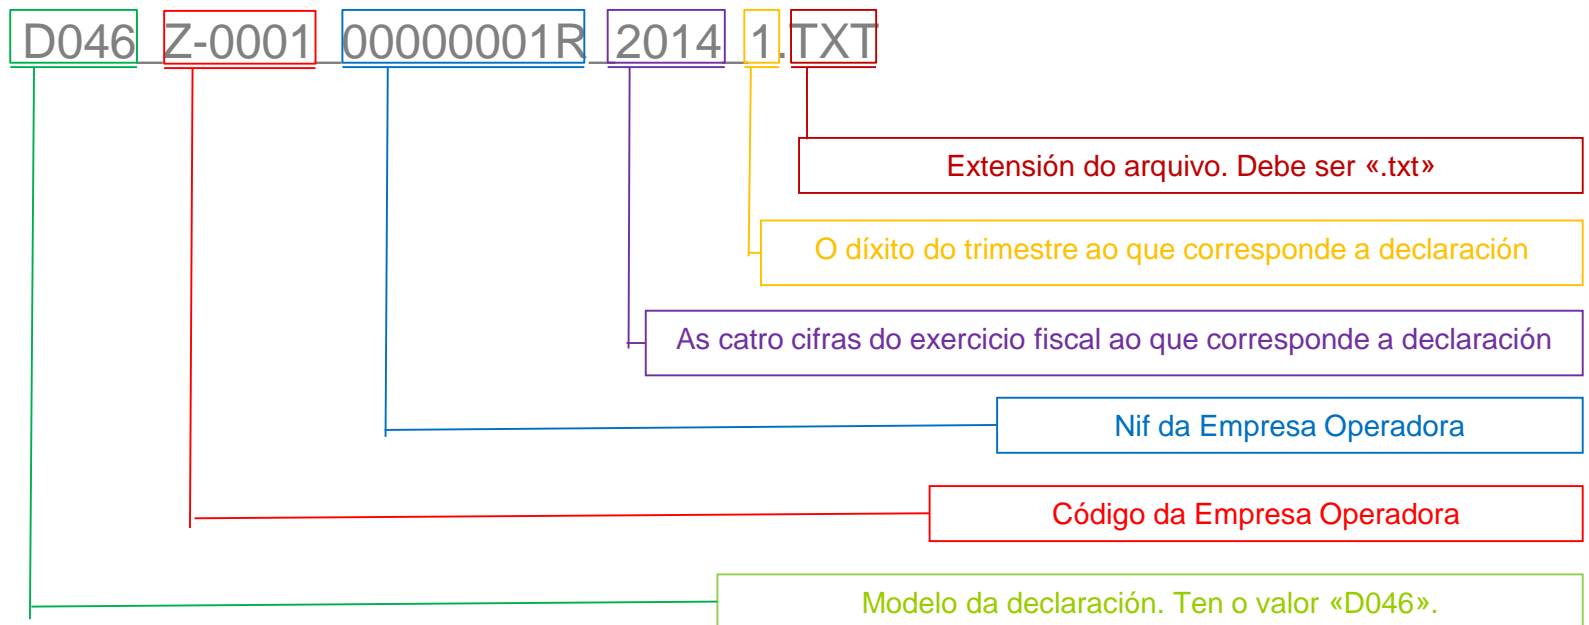 D046_Z-0001_00000001R_2014_1.TXT
Extensión do arquivo. Debe ser «.txt»
O díxito do trimestre ao que corresponde a declaración
As catro cifras do exercicio fiscal ao que corresponde a declaración
Nif da Empresa Operadora
Código da Empresa Operadora
Modelo da declaración. Ten o valor «D046».